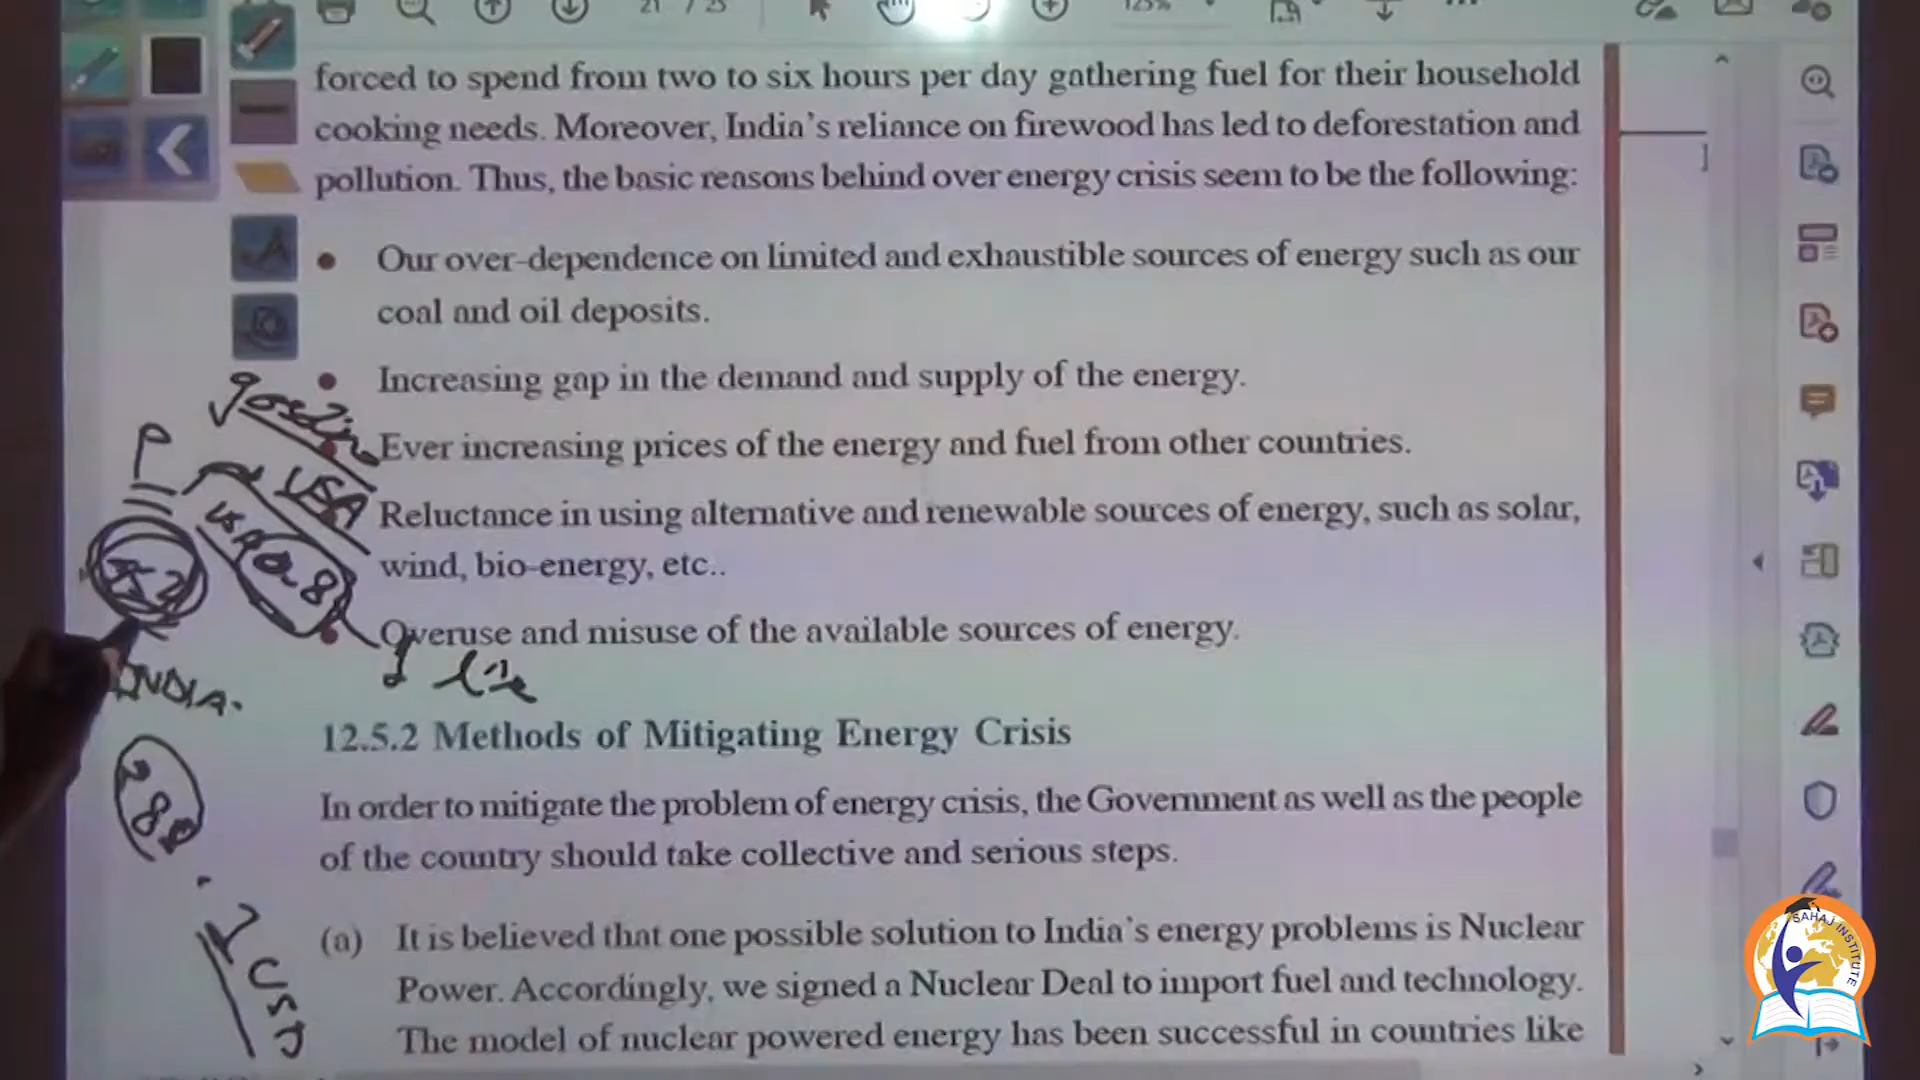 21 / 25
125%
forced to spend from two to six hours per day gathering fuel for their household
cooking needs. Moreover, India's reliance on firewood has led to deforestation and
pollution. Thus, the basic reasons behind over energy crisis seem to be the following:
• Our over-dependence on limited and exhaustible sources of energy such as our
coal and oil deposits.
• Increasing gap in the demand and supply of the energy.
Ever increasing prices of the energy and fuel from other countries.
P
USA
Reluctance in using alternative and renewable sources of energy, such as solar,
wind, bio-energy, etc..
Overuse and misuse of the available sources of energy.
INDIA.
12.5.2 Methods of Mitigating Energy Crisis
In order to mitigate the problem of energy crisis, the Government as well as the people
of the country should take collective and serious steps.
(a) It is believed that one possible solution to India's energy problems is Nuclear
Power. Accordingly, we signed a Nuclear Deal to import fuel and technology.
The model of nuclear powered energy has been successful in countries like
SAHAJ INSTITUTE